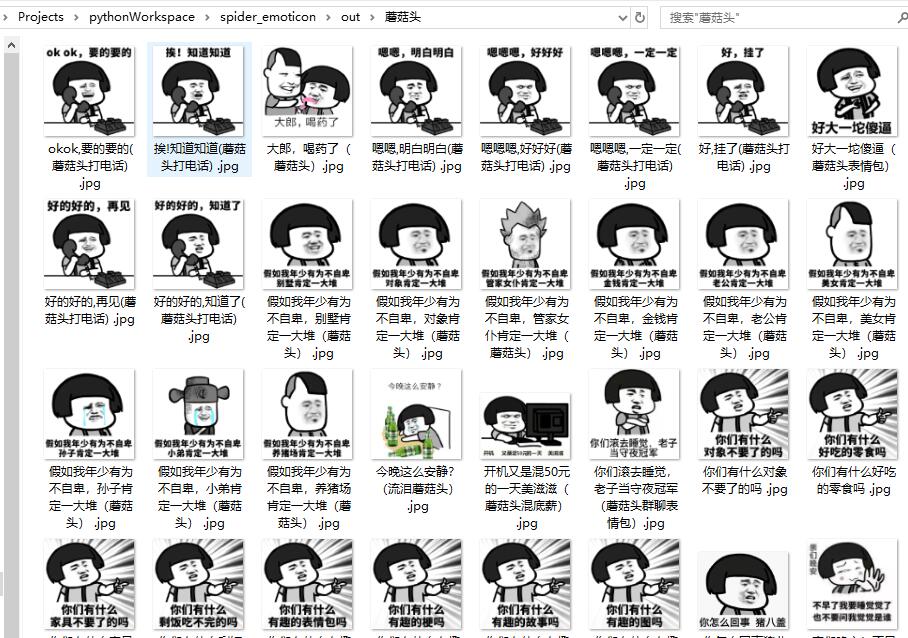 Projects › pythonWorkspace › spider_emoticon › out › 蘑菇头
搜索"蘑菇头"
ok ok，要的要的
挨！知道知道
大郎，喝药了
嗯嗯，明白明白
嗯嗯嗯，好好好
嗯嗯嗯，一定一定
好，挂了
好大一坨傻逼
okok,要的要的(
蘑菇头打电话)
.jpg
挨!知道知道(蘑菇
头打电话) .jpg
大郎，喝药了（
蘑菇头）.jpg
嗯嗯,明白明白(蘑
菇头打电话).jpg
嗯嗯嗯,好好好(蘑
菇头打电话) .jpg
嗯嗯嗯,一定一定(
蘑菇头打电话)
.jpg
好,挂了(蘑菇头打
电话) .jpg
好大一坨傻逼（
蘑菇头表情包）
.jpg
好的好的，再见
好的好的，知道了
假如我年少有为不自卑
别墅肯定一大堆
假如我年少有为不自卑
对象肯定一大堆
假如我年少有为不自卑
管家女仆肯定一大堆
假如我年少有为不自卑
金钱肯定一大堆
假如我年少有为不自卑
老公肯定一大堆
假如我年少有为不自卑
美女肯定一大堆
好的好的,再见(蘑
菇头打电话) .jpg
好的好的,知道了(
蘑菇头打电话)
.jpg
假如我年少有为
不自卑，别墅肯
定一大堆（蘑菇
头） .jpg
假如我年少有为
不自卑，对象肯
定一大堆（蘑菇
头） .jpg
假如我年少有为
不自卑，管家女
仆肯定一大堆
（蘑菇头） .jpg
假如我年少有为
不自卑，金钱肯
定一大堆（蘑菇
头） .jpg
假如我年少有为
不自卑，老公肯
定一大堆（蘑菇
头） .jpg
假如我年少有为
不自卑，美女肯
定一大堆（蘑菇
头） .jpg
假如我年少有为不自卑
孙子肯定一大堆
假如我年少有为不自卑
小弟肯定一大堆
假如我年少有为不自卑
养猪场肯定一大堆
今晚这么安静？
开机 又是混50元的一天 美滋滋
你们滚去睡觉，老子
当守夜冠军
你们有什么
对象不要了的吗
你们有什么
好吃的零食吗
假如我年少有为
不自卑，孙子肯
定一大堆（蘑菇
头） .jpg
假如我年少有为
不自卑，小弟肯
定一大堆（蘑菇
头） .jpg
假如我年少有为
不自卑，养猪场
肯定一大堆（蘑
菇头） .jpg
今晚这么安静？
（流泪蘑菇头）
.jpg
开机又是混50元
的一天美滋滋（
蘑菇头混底薪）
.jpg
你们滚去睡觉，
老子当守夜冠军
（蘑菇头群聊表
情包） .jpg
你们有什么对象
不要了的吗 .jpg
你们有什么好吃
的零食吗 .jpg
你们有什么
家具不要了的吗
你们有什么
剩饭吃不完的吗
你们有什么
有趣的表情包吗
你们有什么
有趣的梗吗
你们有什么
有趣的故事吗
你们有什么
有趣的图吗
你怎么回事 猪八盖
亲们晚安
不早了我要睡觉觉了
也不要问我睡觉是谁